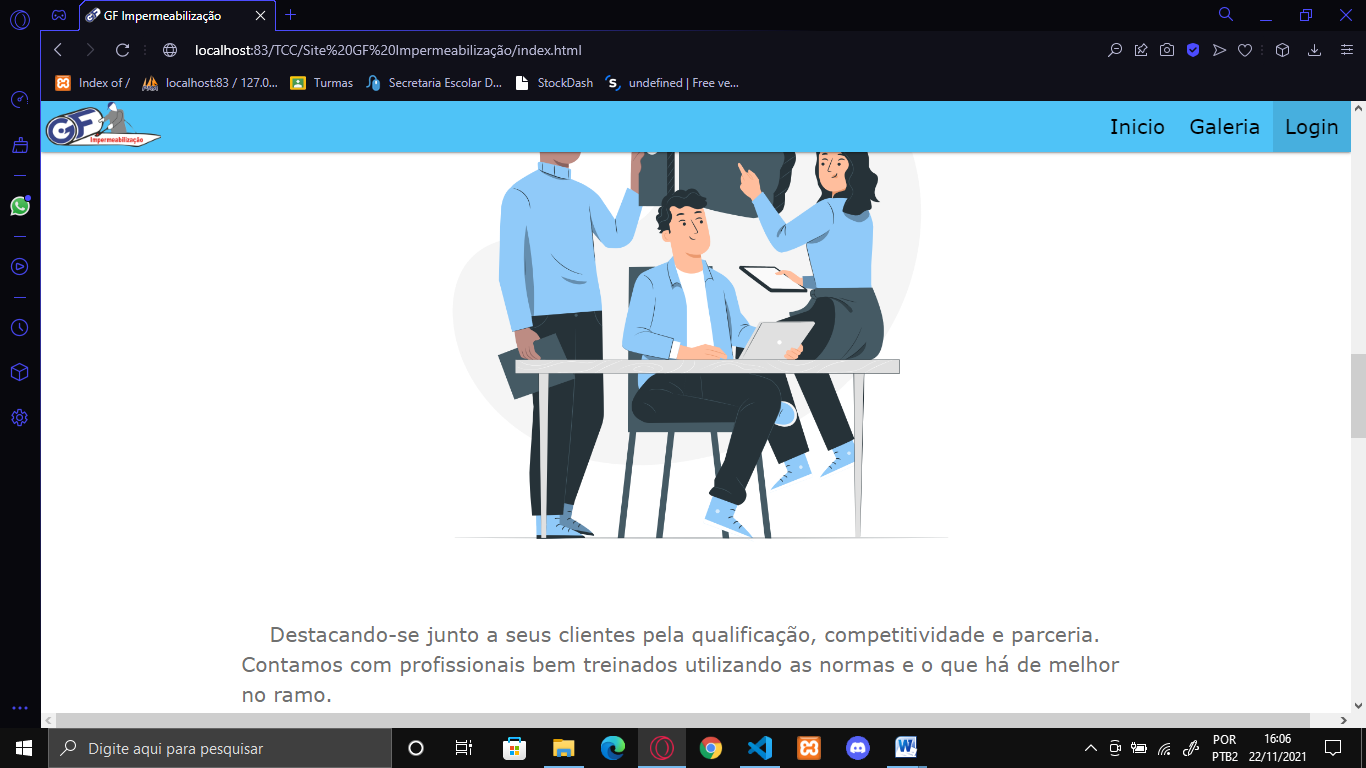 GF Impermeabilização
localhost:83/TCC/Site%20GF%20Impermeabilização/index.html
Index of /
localhost:83 / 127.0...
Turmas
Secretaria Escolar D...
StockDash
undefined | Free ve...
GF
Impermeabilização
Inicio
Galeria
Login
Destacando-se junto a seus clientes pela qualificação, competitividade e parceria.
Contamos com profissionais bem treinados utilizando as normas e o que há de melhor
no ramo.
Digite aqui para pesquisar
POR
PTB2
16:06
22/11/2021